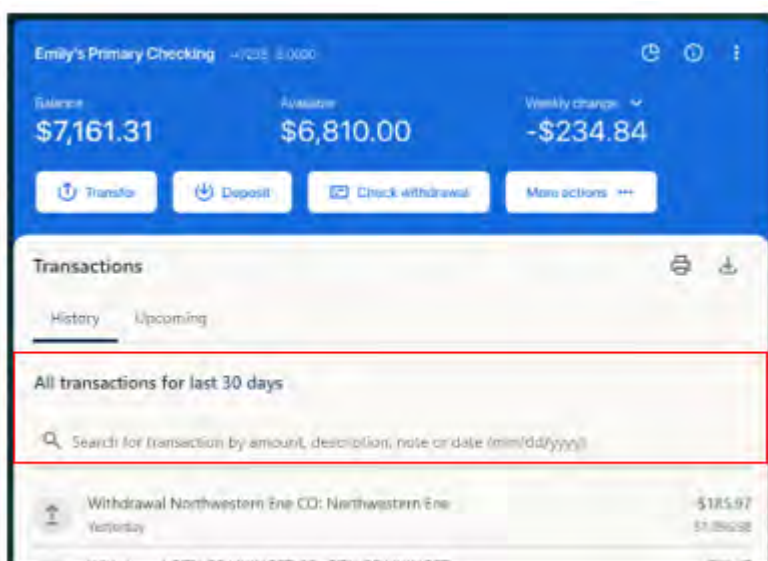 Emily's Primary Checking
Balance Available Weekly change
$7,161.31 $6,810.00 -$234.84
Transfer Deposit Check withdrawal More actions
Transactions
History Upcoming
All transactions for last 30 days
Search for transaction by amount, description, note or date (mm/dd/yyyy)
Withdrawal Northwestern Ene CO: Northwestern Ene $185.97
Yesterday